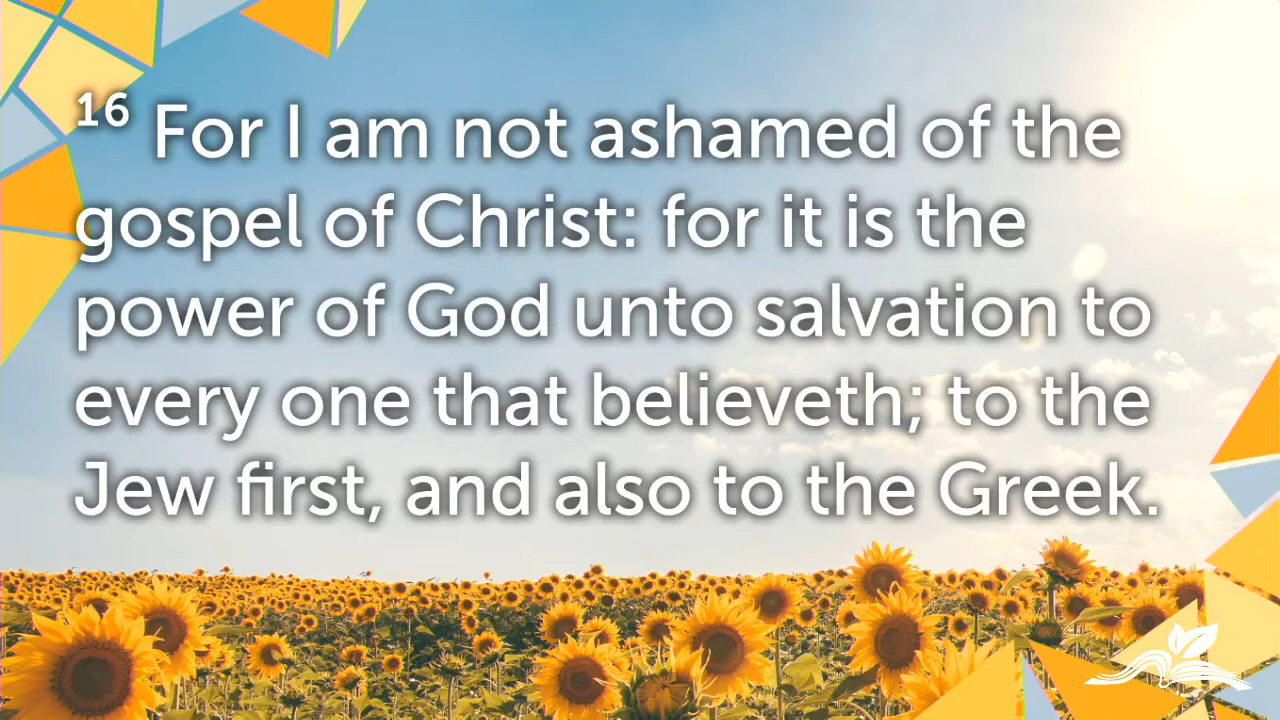 16 For I am not ashamed of the
gospel of Christ: for it is the
power of God unto salvation to
every one that believeth; to the
Jew first, and also to the Greek.